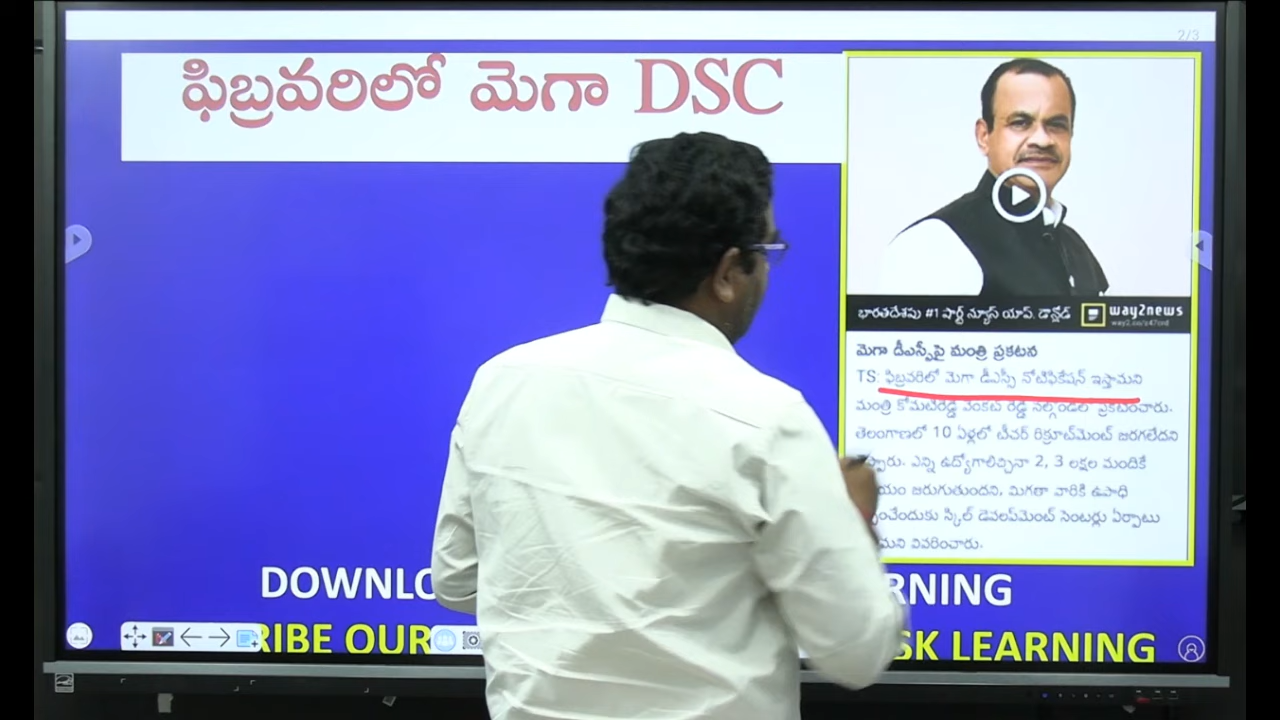 2/3
ఫిబ్రవరిలో మెగా DSC
భారతదేశపు #1 షార్ట్ న్యూస్ యాప్. డౌన్లోడ్
way2news
మెగా డీఎస్సీపై మంత్రి ప్రకటన
TS: ఫిబ్రవరిలో మెగా డీఎస్సీ నోటిఫికేషన్ ఇస్తామని
మంత్రి కోమటిరెడ్డి వెంకట్ రెడ్డి నల్గొండలో ప్రకటించారు.
తెలంగాణలో 10 ఏళ్లలో టీచర్ రిక్రూట్‌మెంట్ జరగలేదని
ఎన్ని ఉద్యోగాలిచ్చినా 2, 3 లక్షల మందికే
జరుగుతుందని, మిగతా వారికి ఉపాధి
స్కిల్ డెవలప్‌మెంట్ సెంటర్లు ఏర్పాటు
వివరించారు.
DOWNLO RNING
RIBE OUR SK LEARNING